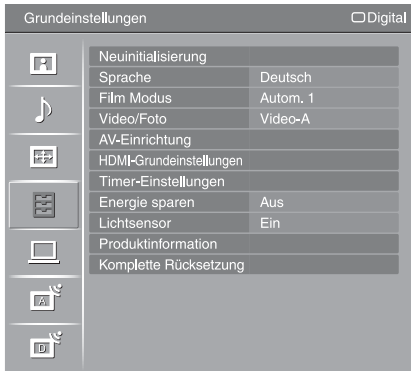 Grundeinstellungen Digital
Neuinitialisierung
Sprache Deutsch
Film Modus Autom. 1
Video/Foto Video-A
AV-Einrichtung
HDMI-Grundeinstellungen
Timer-Einstellungen
Energie sparen Aus
Lichtsensor Ein
Produktinformation
Komplette Rücksetzung
A
D